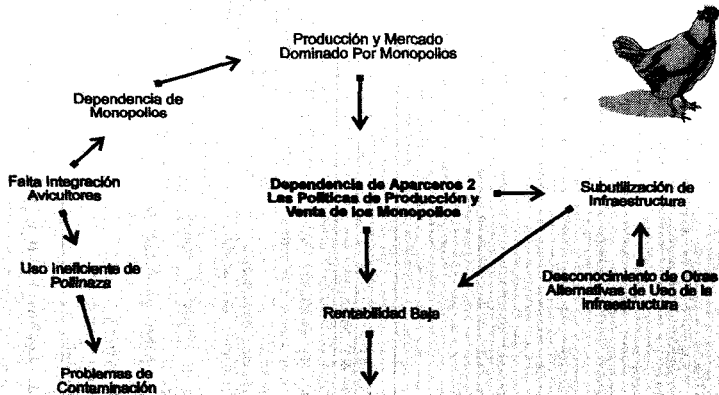 Producción y Mercado
Dominado Por Monopolios
Dependencia de
Monopolios
Falta Integración
Avicultores
Dependencia de Aparceros 2
Las Políticas de Producción y
Venta de los Monopolios
Subutilización de
Infraestructura
Uso Ineficiente de
Pollinaza
Desconocimiento de Otras
Alternativas de Uso de la
Infraestructura
Rentabilidad Baja
Problemas de
Contaminación